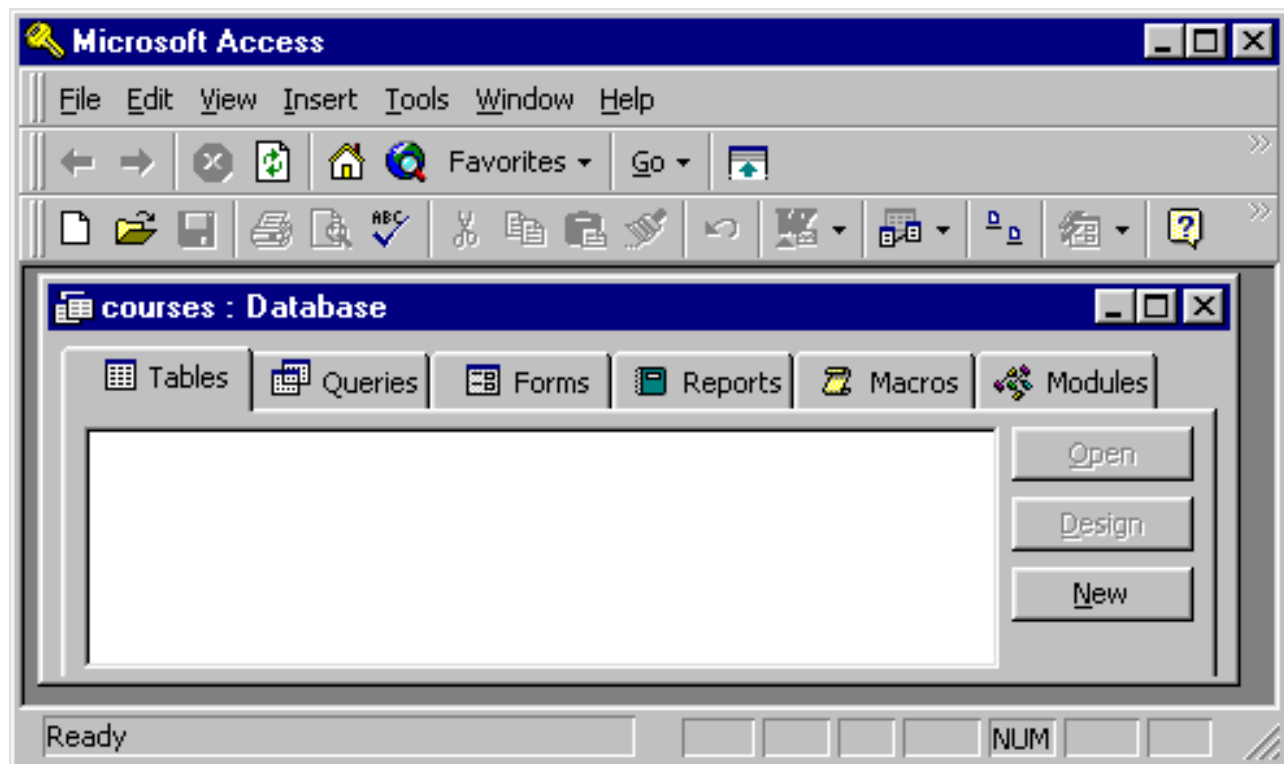 Microsoft Access
File Edit View Insert Tools Window Help
Favorites Go
ABC
courses : Database
Tables Queries Forms Reports Macros Modules
Open
Design
New
Ready NUM